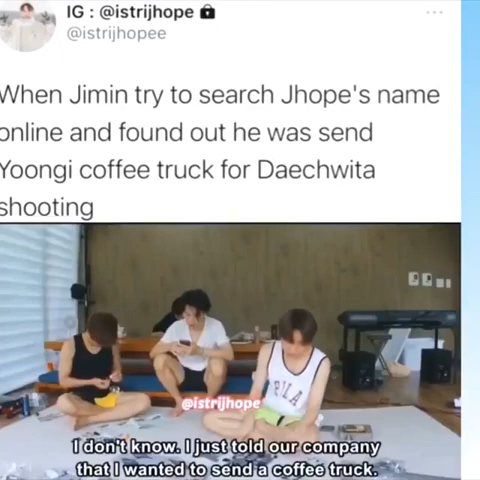 IG : @istrijhope
@istrijhopee
When Jimin try to search Jhope's name
online and found out he was send
Yoongi coffee truck for Daechwita
shooting
FILA
@istrijhope
I don't know. I just told our company
that I wanted to send a coffee truck.